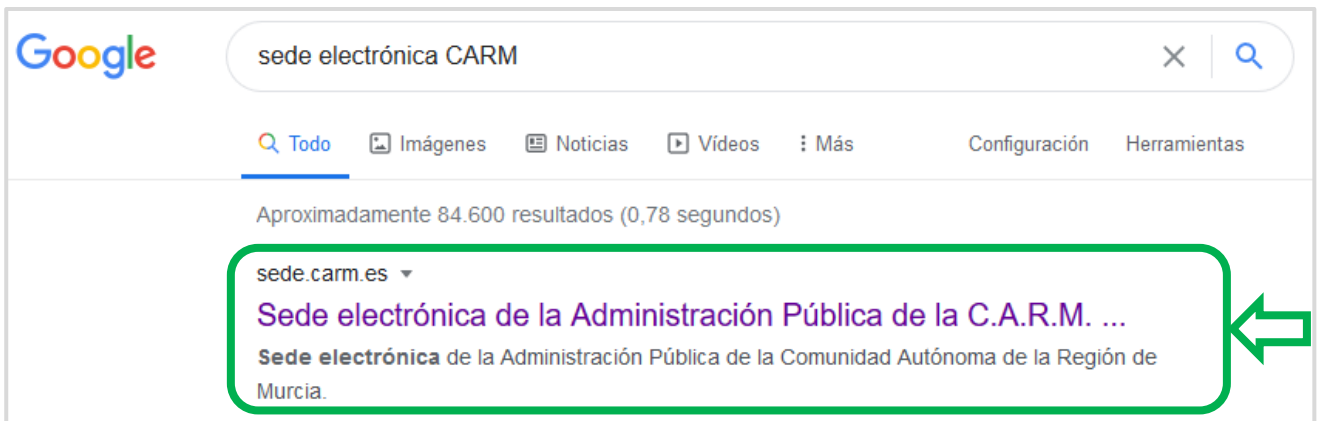 Google
sede electrónica CARM
Todo Imágenes Noticias Vídeos Más Configuración Herramientas
Aproximadamente 84.600 resultados (0,78 segundos)
sede.carm.es
Sede electrónica de la Administración Pública de la C.A.R.M. ...
Sede electrónica de la Administración Pública de la Comunidad Autónoma de la Región de
Murcia.